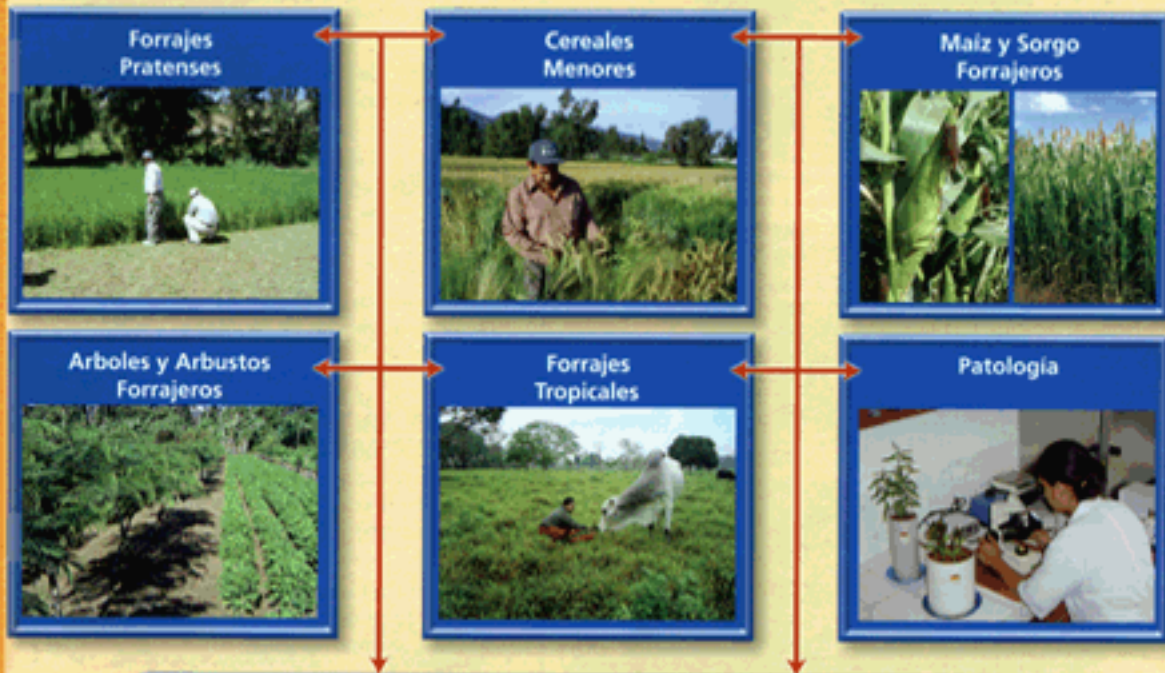 Forrajes
Pratenses
Cereales
Menores
Maíz y Sorgo
Forrajeros
Arboles y Arbustos
Forrajeros
Forrajes
Tropicales
Patología